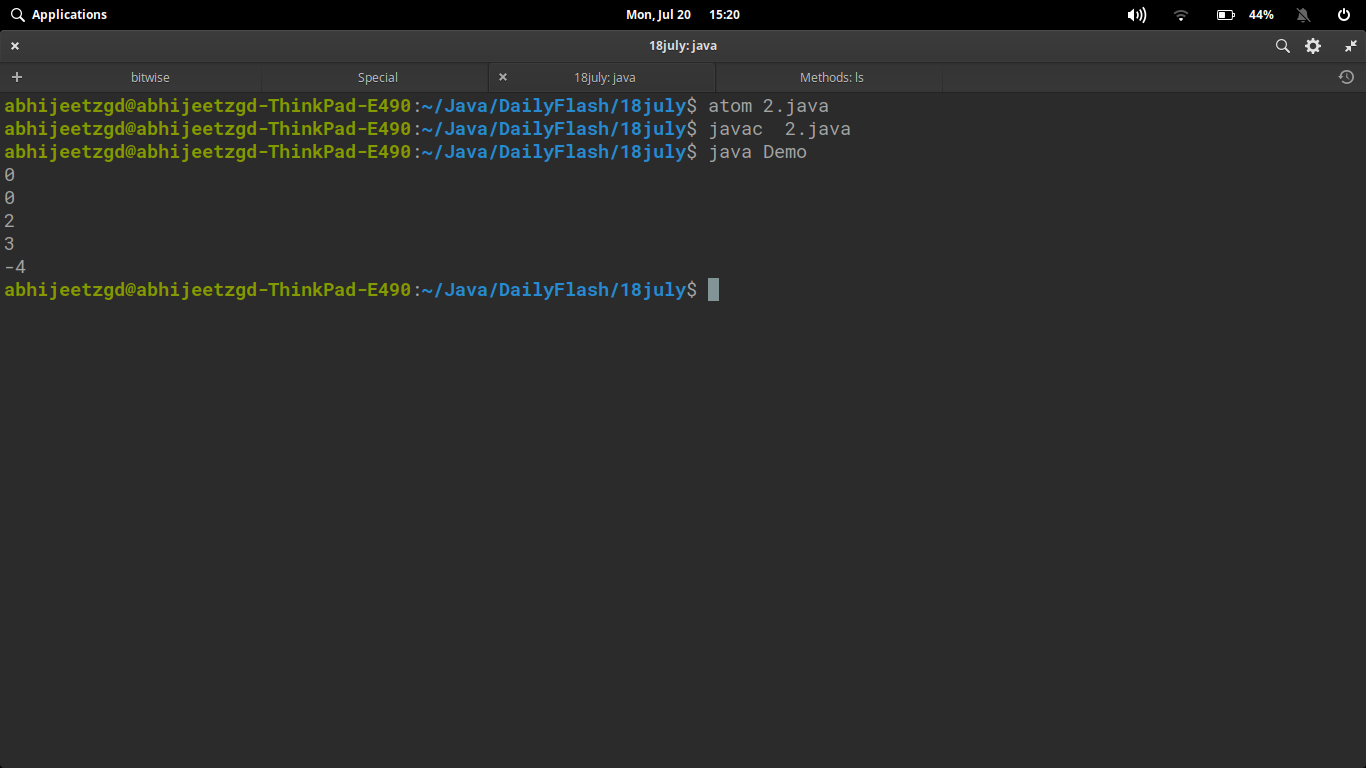 Applications Mon, Jul 20 15:20 44%
18july: java
bitwise Special 18july: java Methods: ls
abhijeetzgd@abhijeetzgd-ThinkPad-E490:~/Java/DailyFlash/18july$ atom 2.java
abhijeetzgd@abhijeetzgd-ThinkPad-E490:~/Java/DailyFlash/18july$ javac  2.java
abhijeetzgd@abhijeetzgd-ThinkPad-E490:~/Java/DailyFlash/18july$ java Demo
0
0
2
3
-4
abhijeetzgd@abhijeetzgd-ThinkPad-E490:~/Java/DailyFlash/18july$